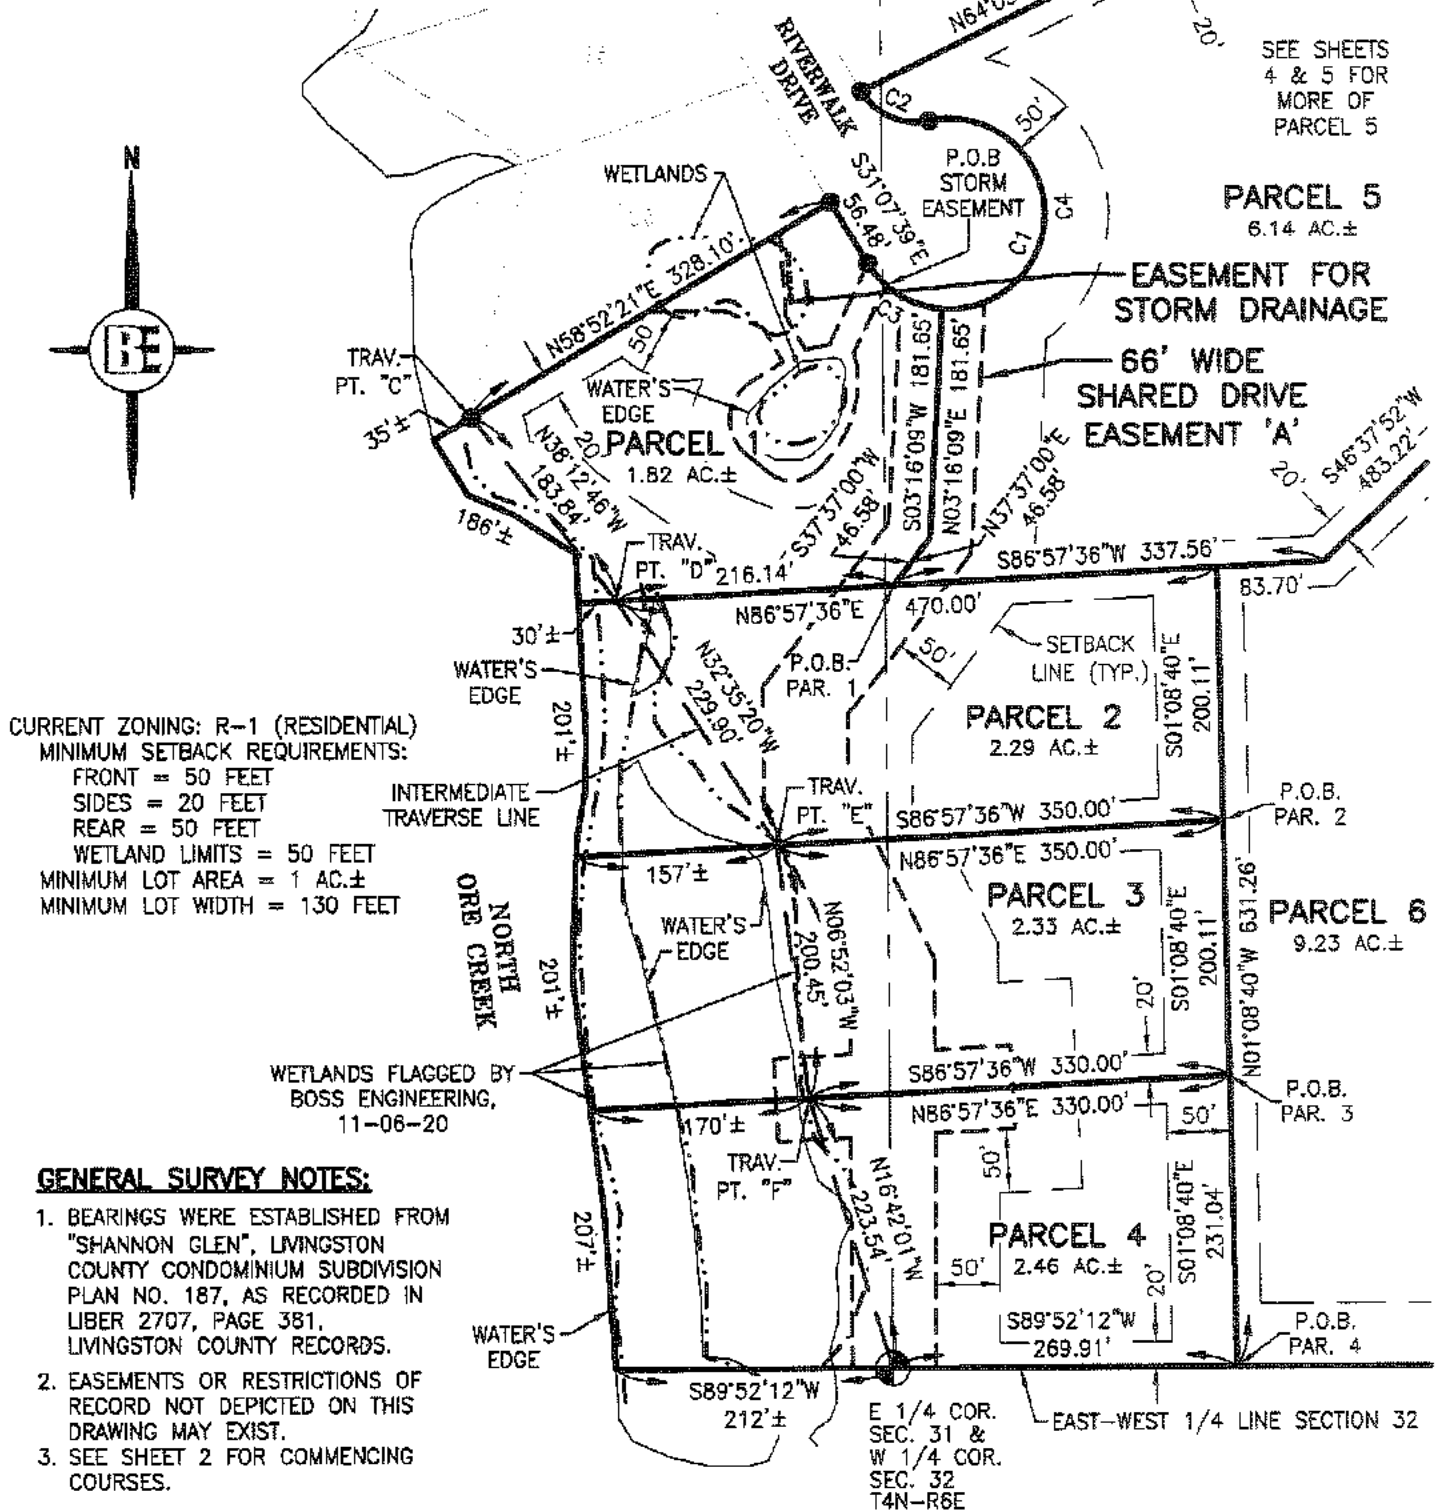 N64°0
20'
SEE SHEETS
4 & 5 FOR
MORE OF
PARCEL 5
RIVERWALK
DRIVE
C2
50'
N
WETLANDS
P.O.B
STORM
EASEMENT
S31°07'39"E
56.48'
C1
C4
PARCEL 5
6.14 AC.±
N58°52'21"E 328.10'
50
EASEMENT FOR
STORM DRAINAGE
BE
C3
TRAV.
PT. "C"
WATER'S
EDGE
66' WIDE
SHARED DRIVE
EASEMENT 'A'
S03°16'09"W 181.65'
N03°16'09"E 181.65'
35'±
20'
PARCEL 1
1.82 AC.±
N38°12'46"W
183.84'
S37°37'00"W
46.58'
N37°37'00"E
46.58'
S46°37'52"W
483.22'
20'
186'±
TRAV.
PT. "D"
216.14'
S86°57'36"W 337.56'
N86°57'36"E
470.00'
83.70'
30'±
WATER'S
EDGE
N32°35'20"W
229.90'
P.O.B.
PAR. 1
50'
SETBACK
LINE (TYP.)
S01°08'40"E
200.11'
201'±
PARCEL 2
2.29 AC.±
CURRENT ZONING: R-1 (RESIDENTIAL)
MINIMUM SETBACK REQUIREMENTS:
FRONT = 50 FEET
SIDES = 20 FEET
REAR = 50 FEET
WETLAND LIMITS = 50 FEET
MINIMUM LOT AREA = 1 AC.±
MINIMUM LOT WIDTH = 130 FEET
INTERMEDIATE
TRAVERSE LINE
TRAV.
PT. "E"
S86°57'36"W 350.00'
N86°57'36"E 350.00'
P.O.B.
PAR. 2
157'±
NORTH
ORE CREEK
WATER'S
EDGE
N06°52'03"W
200.45'
PARCEL 3
2.33 AC.±
S01°08'40"E
200.11'
N01°08'40"W 631.26'
PARCEL 6
9.23 AC.±
201'±
20'
WETLANDS FLAGGED BY
BOSS ENGINEERING,
11-06-20
S86°57'36"W 330.00'
N86°57'36"E 330.00'
P.O.B.
PAR. 3
170'±
50'
50'
TRAV.
PT. "F"
GENERAL SURVEY NOTES:
1. BEARINGS WERE ESTABLISHED FROM
"SHANNON GLEN", LIVINGSTON
COUNTY CONDOMINIUM SUBDIVISION
PLAN NO. 187, AS RECORDED IN
LIBER 2707, PAGE 381,
LIVINGSTON COUNTY RECORDS.
2. EASEMENTS OR RESTRICTIONS OF
RECORD NOT DEPICTED ON THIS
DRAWING MAY EXIST.
3. SEE SHEET 2 FOR COMMENCING
COURSES.
207'±
N16°42'01"W
223.54'
PARCEL 4
2.46 AC.±
50'
20'
S01°08'40"E
231.04'
WATER'S
EDGE
S89°52'12"W
269.91'
P.O.B.
PAR. 4
S89°52'12"W
212'±
E 1/4 COR.
SEC. 31 &
W 1/4 COR.
SEC. 32
T4N-R6E
EAST-WEST 1/4 LINE SECTION 32